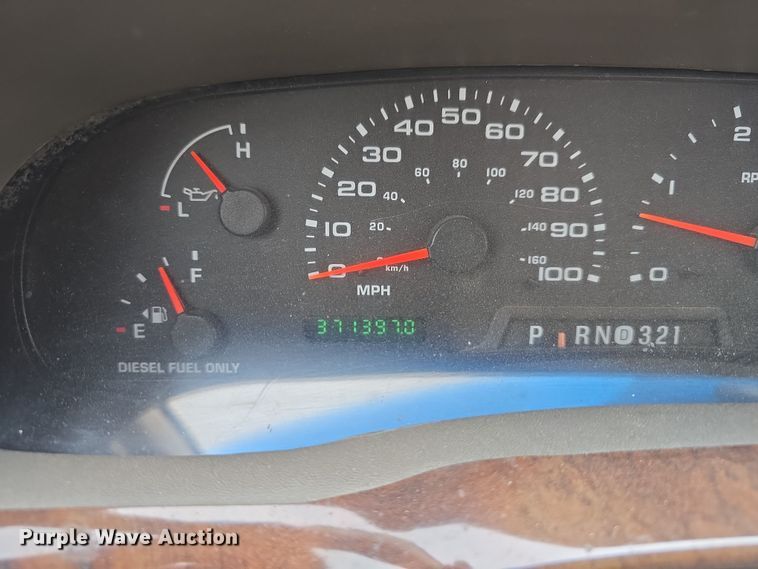 H
L
F
E
DIESEL FUEL ONLY
0 10 20 30 40 50 60 70 80 90 100
20 40 60 80 100 120 140 160
km/h
MPH
371397.0
P RND321
0 1 2
RP
Purple Wave Auction